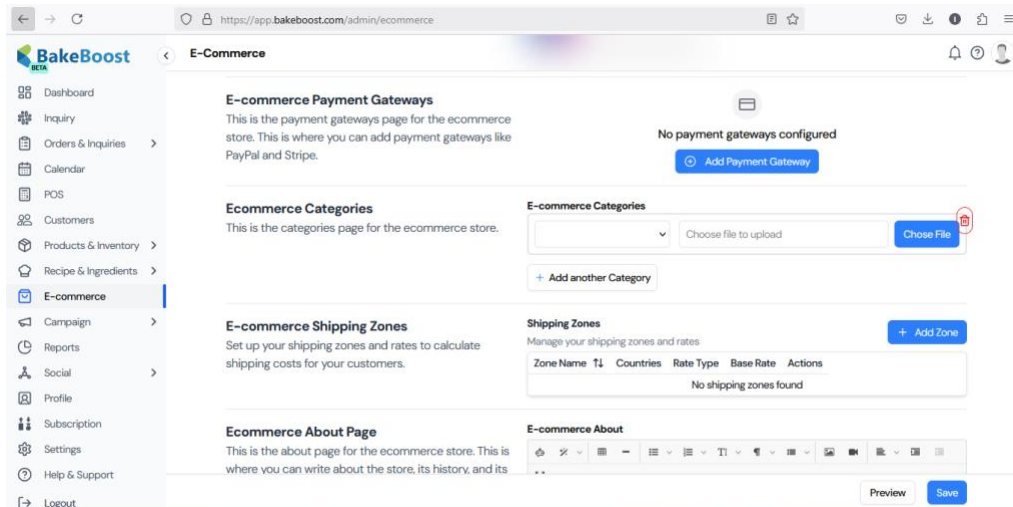 https://app.bakeboost.com/admin/ecommerce
BakeBoost
BETA
E-Commerce
Dashboard
Inquiry
Orders & Inquiries
Calendar
POS
Customers
Products & Inventory
Recipe & Ingredients
E-commerce
Campaign
Reports
Social
Profile
Subscription
Settings
Help & Support
Logout
E-commerce Payment Gateways
This is the payment gateways page for the ecommerce
store. This is where you can add payment gateways like
PayPal and Stripe.
No payment gateways configured
Add Payment Gateway
Ecommerce Categories
This is the categories page for the ecommerce store.
E-commerce Categories
Choose file to upload
Chose File
+ Add another Category
E-commerce Shipping Zones
Set up your shipping zones and rates to calculate
shipping costs for your customers.
Shipping Zones
Manage your shipping zones and rates
+ Add Zone
Zone Name Countries Rate Type Base Rate Actions
No shipping zones found
Ecommerce About Page
This is the about page for the ecommerce store. This is
where you can write about the store, its history, and its
E-commerce About
Preview
Save